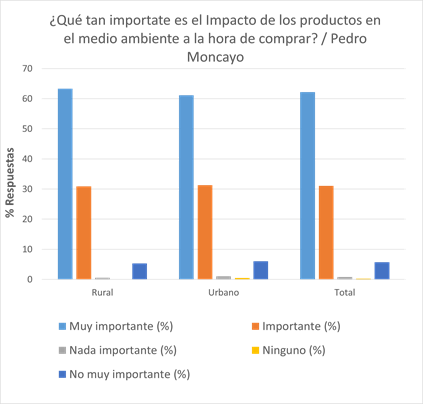 ¿Qué tan importate es el Impacto de los productos en
el medio ambiente a la hora de comprar? / Pedro
Moncayo
70
60
50
40
30
20
10
0
% Respuetas
Rural Urbano Total
Muy importante (%) Importante (%)
Nada importante (%) Ninguno (%)
No muy importante (%)